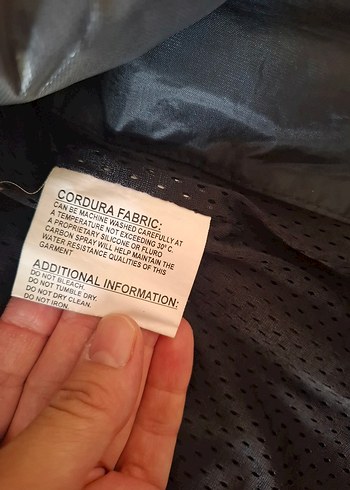 CORDURA FABRIC:
CAN BE MACHINE WASHED CAREFULLY AT
A TEMPERATURE NOT EXCEEDING 30° C.
A PROPRIETARY SILICONE OR FLURO
CARBON SPRAY WILL HELP MAINTAIN THE
WATER RESISTANCE QUALITIES OF THIS
GARMENT
ADDITIONAL INFORMATION:
DO NOT BLEACH.
DO NOT TUMBLE DRY.
DO NOT DRY CLEAN.
DO NOT IRON.